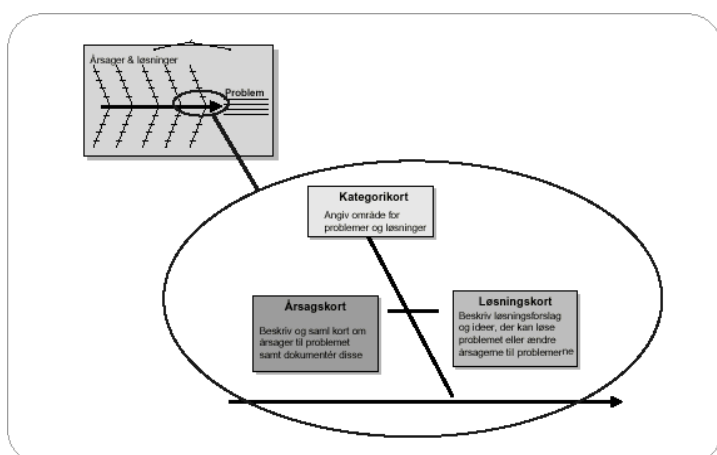 Årsager & løsninger
Problem
Kategorikort
Angiv område for
problemer og løsninger
Årsagskort
Beskriv og saml kort om
årsager til problemet
samt dokumentér disse
Løsningskort
Beskriv løsningsforslag
og ideer, der kan løse
problemet eller ændre
årsagerne til problemerne